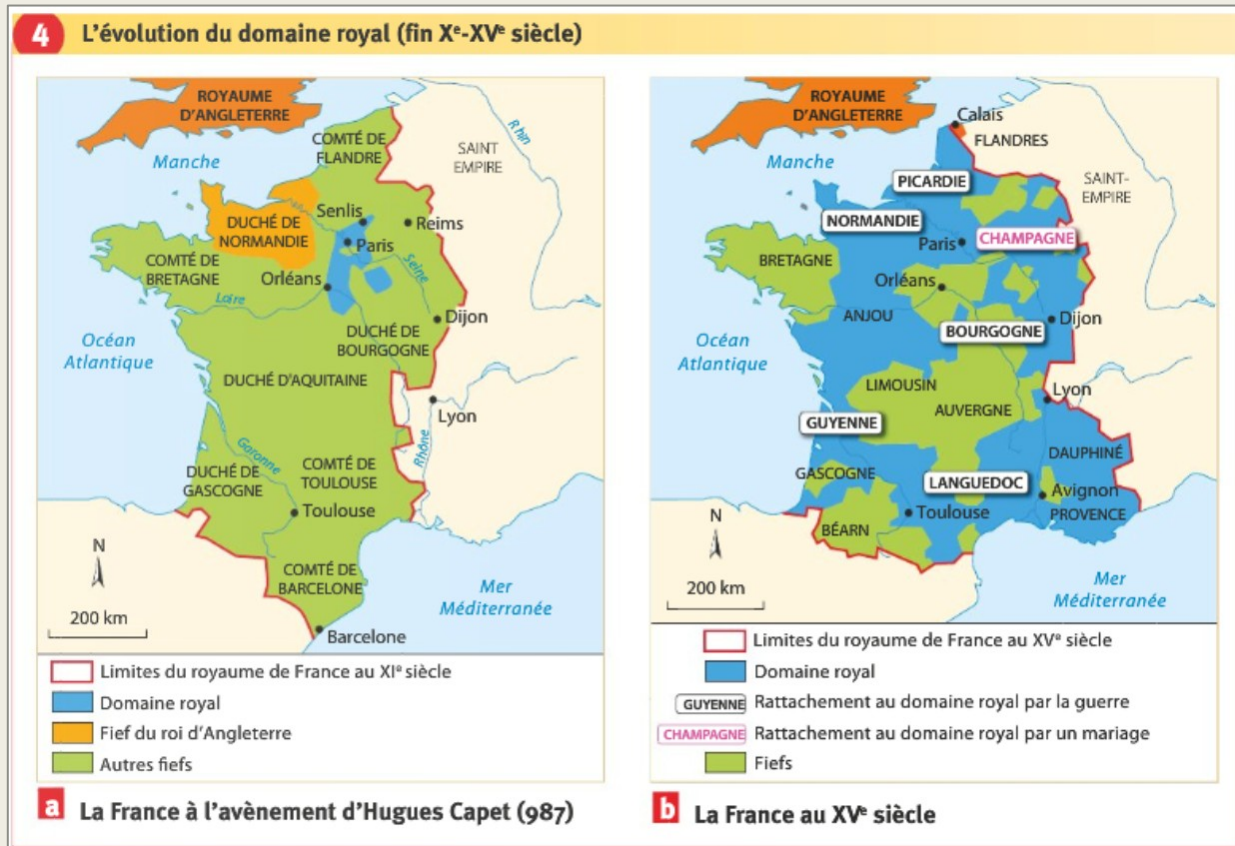 4 L'évolution du domaine royal (fin Xe-XVe siècle)
ROYAUME
D'ANGLETERRE
Manche
COMTÉ DE
FLANDRE
Rhin
SAINT
EMPIRE
DUCHÉ DE
NORMANDIE
Senlis
Reims
Paris
COMTÉ DE
BRETAGNE
Orléans
Seine
Loire
Dijon
Océan
Atlantique
DUCHÉ DE
BOURGOGNE
DUCHÉ D'AQUITAINE
Lyon
Garonne
Rhône
DUCHÉ DE
GASCOGNE
COMTÉ DE
TOULOUSE
Toulouse
N
200 km
COMTÉ DE
BARCELONE
Mer
Méditerranée
Barcelone
Limites du royaume de France au XIe siècle
Domaine royal
Fief du roi d'Angleterre
Autres fiefs
a La France à l'avènement d'Hugues Capet (987)
ROYAUME
D'ANGLETERRE
Calais
FLANDRES
Manche
PICARDIE
SAINT-
EMPIRE
NORMANDIE
Paris
CHAMPAGNE
BRETAGNE
Orléans
ANJOU
BOURGOGNE
Dijon
Océan
Atlantique
LIMOUSIN
AUVERGNE
Lyon
GUYENNE
DAUPHINÉ
GASCOGNE
LANGUEDOC
Avignon
Toulouse
PROVENCE
BÉARN
N
200 km
Mer
Méditerranée
Limites du royaume de France au XVe siècle
Domaine royal
GUYENNE Rattachement au domaine royal par la guerre
CHAMPAGNE Rattachement au domaine royal par un mariage
Fiefs
b La France au XVe siècle